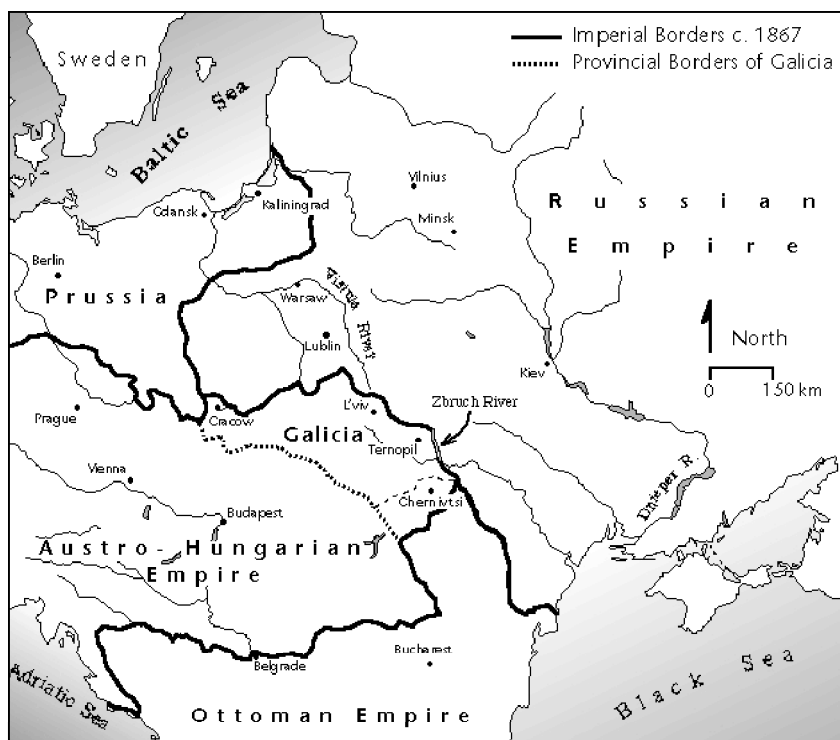 Imperial Borders c. 1867
Provincial Borders of Galicia
Sweden
Baltic Sea
Vilnius
Gdansk
Kaliningrad
Minsk
Russian
Empire
Berlin
Prussia
Warsaw
River
Lublin
North
Kiev
0 150 km
Prague
Cracow
L'viv
Zbruch River
Galicia
Ternopil
Vienna
Chernivtsi
Dnieper R.
Budapest
Austro-Hungarian
Empire
Belgrade
Bucharest
Adriatic Sea
Ottoman Empire
Black Sea